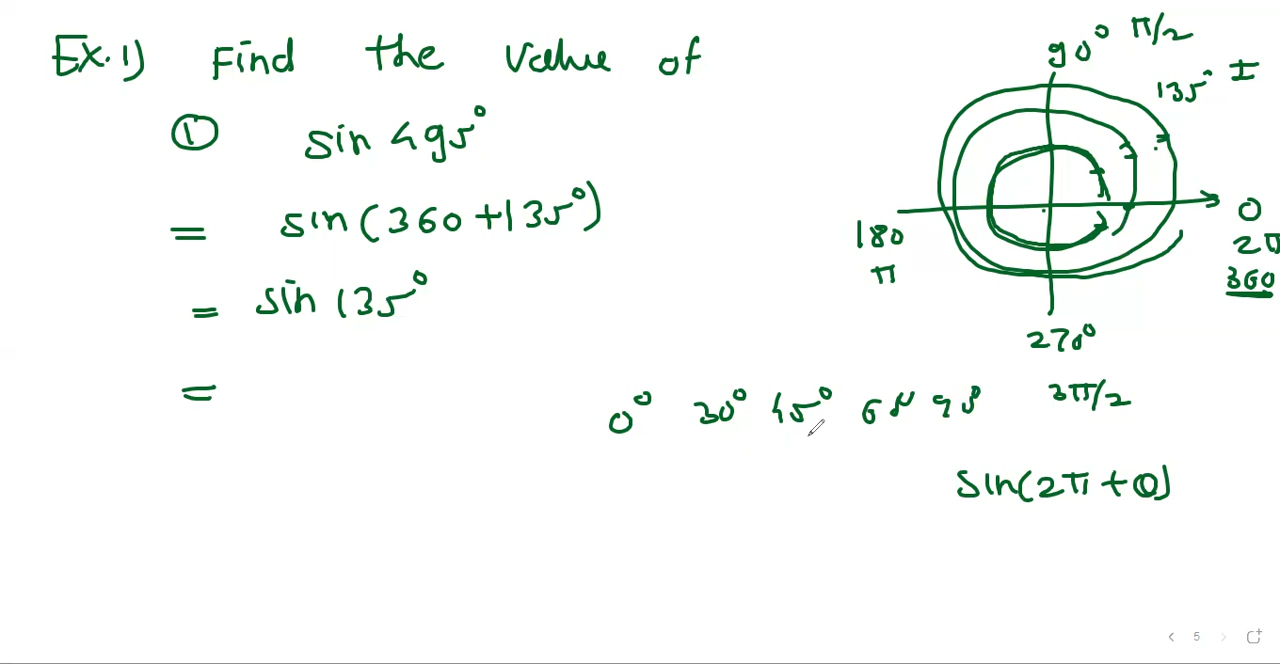 Ex.1) Find the value of
① sin 495°
= sin(360+135°)
= sin 135°
=
90° π/2
135° I
180
π
0
2π
360
270°
3π/2
0° 30° 45° 60° 90°
sin(2π+θ)
5